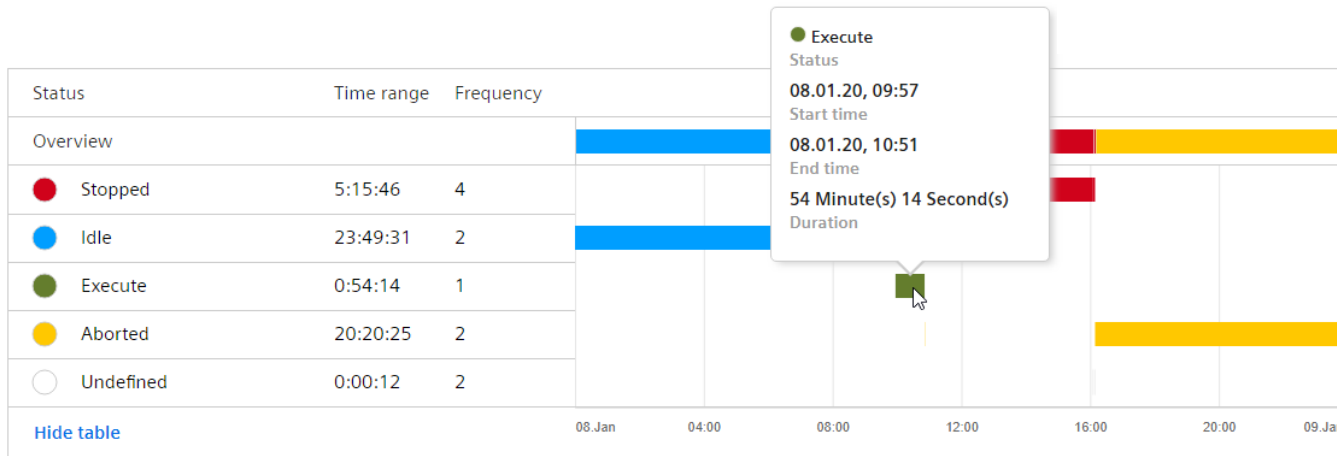 Execute
Status
08.01.20, 09:57
Start time
08.01.20, 10:51
End time
54 Minute(s) 14 Second(s)
Duration
Status Time range Frequency
Overview
Stopped 5:15:46 4
Idle 23:49:31 2
Execute 0:54:14 1
Aborted 20:20:25 2
Undefined 0:00:12 2
Hide table
08.Jan 04:00 08:00 12:00 16:00 20:00 09.Ja